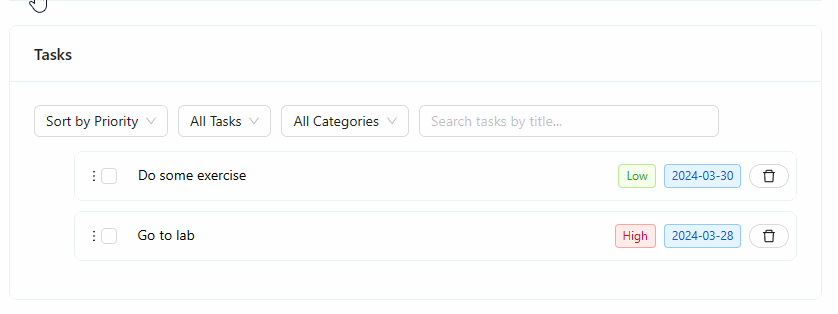 Tasks
Sort by Priority All Tasks All Categories Search tasks by title...
Do some exercise Low 2024-03-30
Go to lab High 2024-03-28